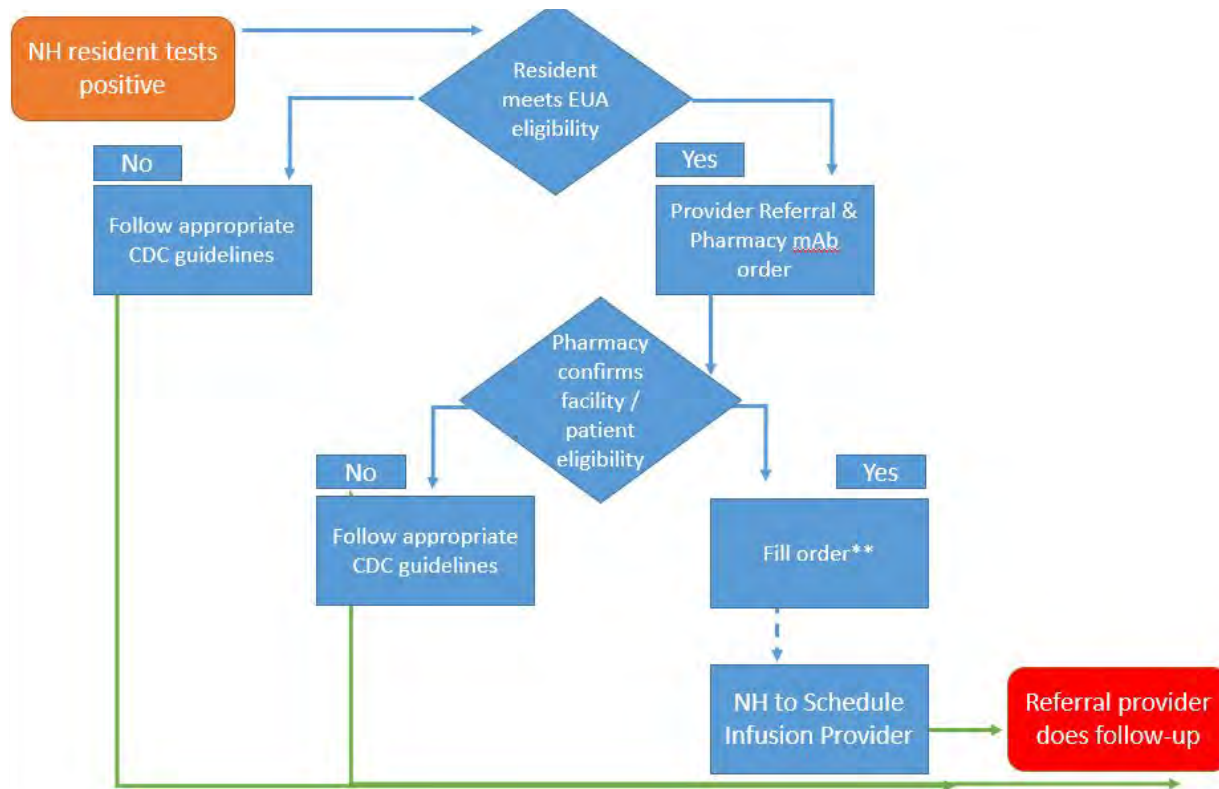 NH resident tests
positive
Resident
meets EUA
eligibility
No
Yes
Follow appropriate
CDC guidelines
Provider Referral &
Pharmacy mAb
order
Pharmacy
confirms
facility /
patient
eligibility
No
Yes
Follow appropriate
CDC guidelines
Fill order**
NH to Schedule
Infusion Provider
Referral provider
does follow-up